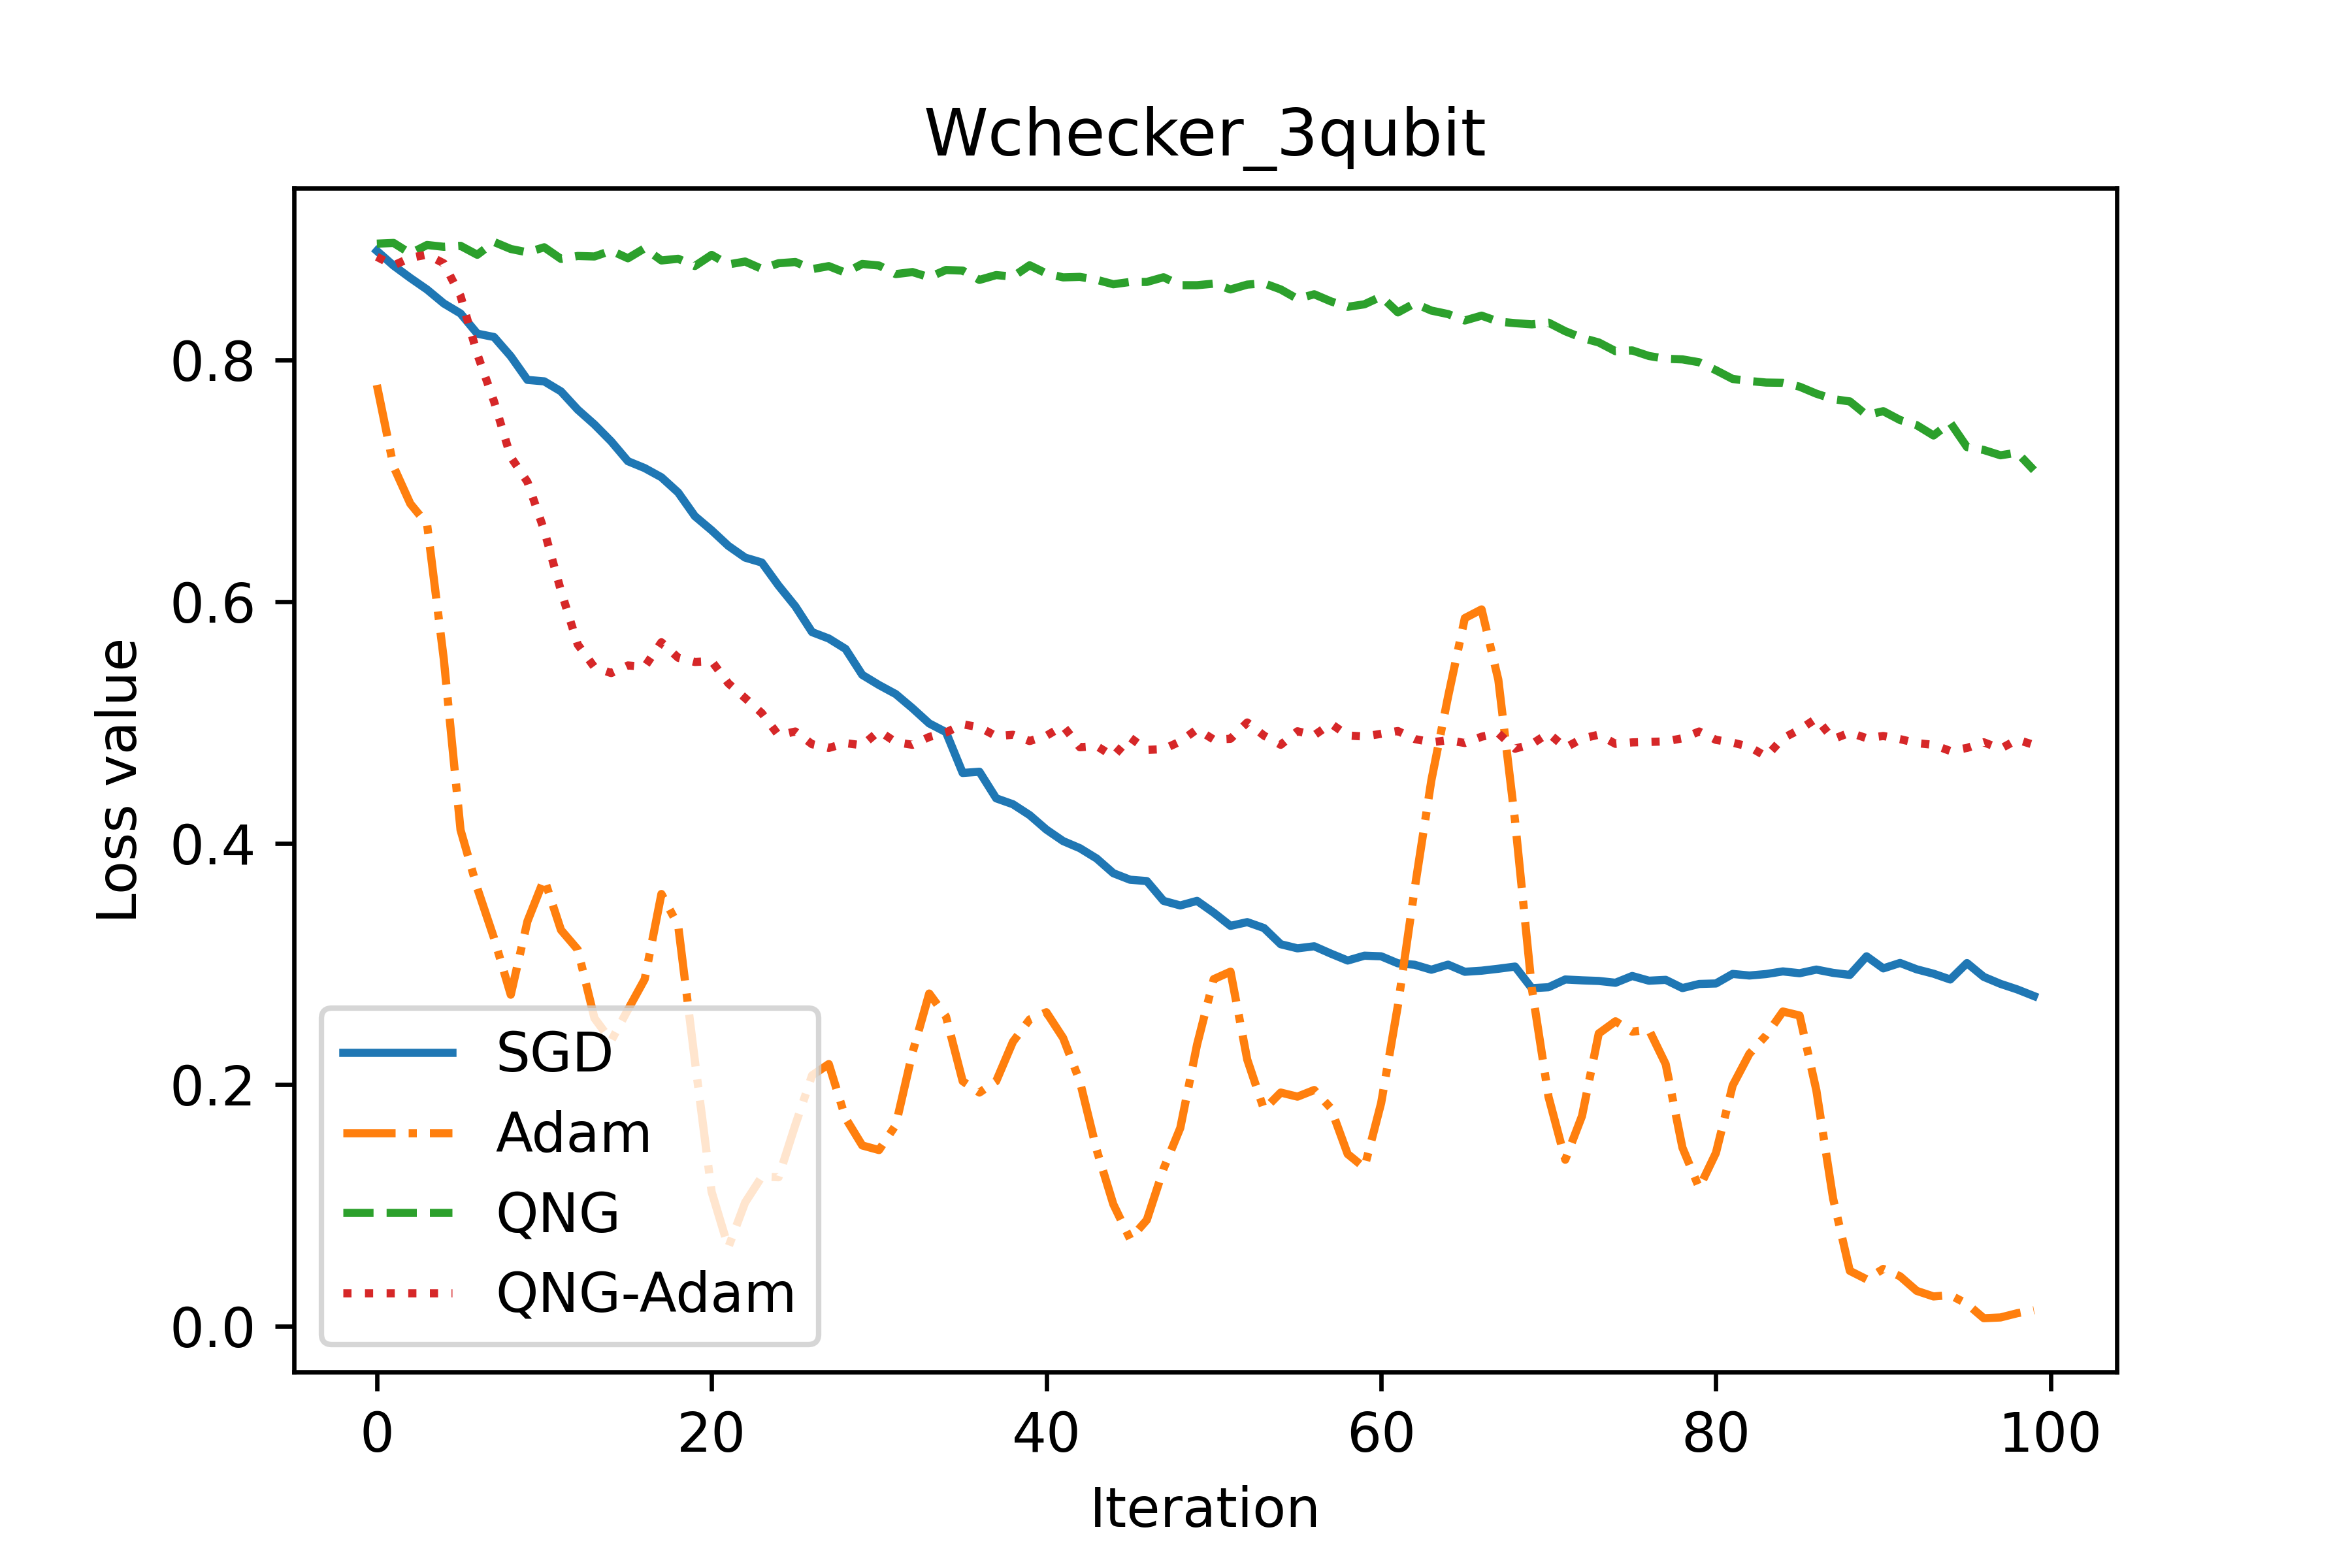 Wchecker_3qubit
Loss value
0.8
0.6
0.4
0.2
0.0
SGD
Adam
QNG
QNG-Adam
0 20 40 60 80 100
Iteration